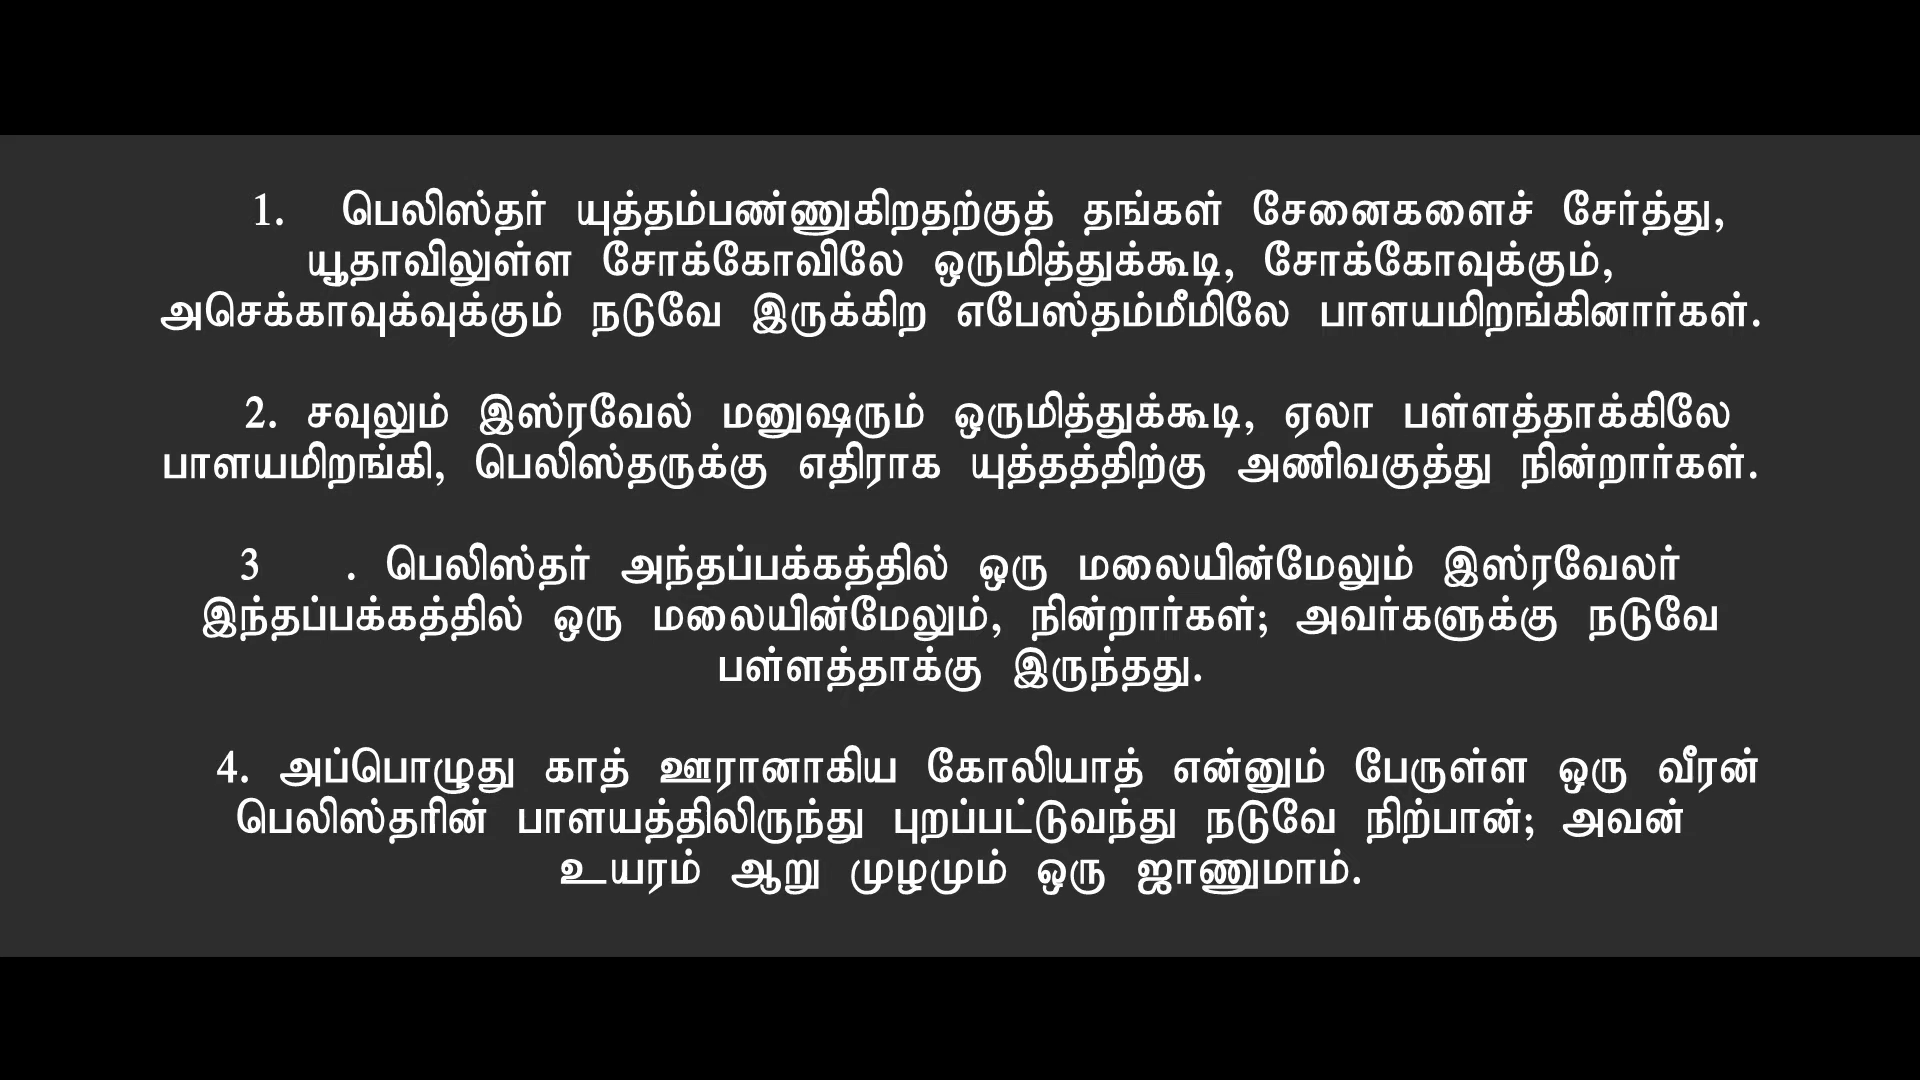 1. பெலிஸ்தர் யுத்தம்பண்ணுகிறதற்குத் தங்கள் சேனைகளைச் சேர்த்து,
யூதாவிலுள்ள சோக்கோவிலே ஒருமித்துக்கூடி, சோக்கோவுக்கும்,
அசெக்காவுக்வுக்கும் நடுவே இருக்கிற எபேஸ்தம்மீமிலே பாளயமிறங்கினார்கள்.
2. சவுலும் இஸ்ரவேல் மனுஷரும் ஒருமித்துக்கூடி, ஏலா பள்ளத்தாக்கிலே
பாளயமிறங்கி, பெலிஸ்தருக்கு எதிராக யுத்தத்திற்கு அணிவகுத்து நின்றார்கள்.
3 . பெலிஸ்தர் அந்தப்பக்கத்தில் ஒரு மலையின்மேலும் இஸ்ரவேலர்
இந்தப்பக்கத்தில் ஒரு மலையின்மேலும், நின்றார்கள்; அவர்களுக்கு நடுவே
பள்ளத்தாக்கு இருந்தது.
4. அப்பொழுது காத் ஊரானாகிய கோலியாத் என்னும் பேருள்ள ஒரு வீரன்
பெலிஸ்தரின் பாளயத்திலிருந்து புறப்பட்டுவந்து நடுவே நிற்பான்; அவன்
உயரம் ஆறு முழமும் ஒரு ஜாணுமாம்.